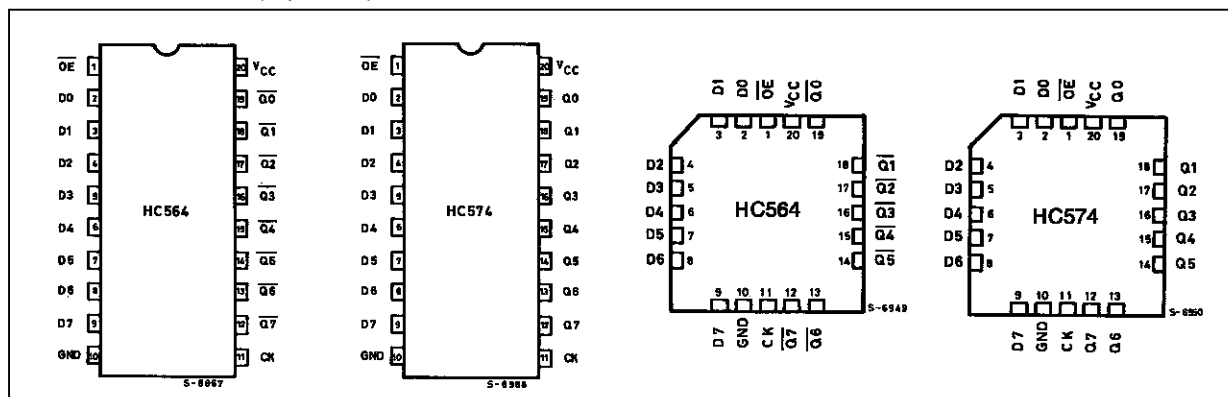 OE 1 20 VCC
D0 2 19 Q0
D1 3 18 Q1
D2 4 17 Q2
D3 5 16 Q3
D4 6 15 Q4
D5 7 14 Q5
D6 8 13 Q6
D7 9 12 Q7
GND 10 11 CK
HC564
OE 1 20 VCC
D0 2 19 Q0
D1 3 18 Q1
D2 4 17 Q2
D3 5 16 Q3
D4 6 15 Q4
D5 7 14 Q5
D6 8 13 Q6
D7 9 12 Q7
GND 10 11 CK
HC574
D1 D0 OE VCC Q0
3 2 1 20 19
D2 4 18 Q1
D3 5 17 Q2
D4 6 16 Q3
D5 7 15 Q4
D6 8 14 Q5
HC564
9 10 11 12 13
D7 GND CK Q7 Q6
S-6949
D1 D0 OE VCC Q0
3 2 1 20 19
D2 4 18 Q1
D3 5 17 Q2
D4 6 16 Q3
D5 7 15 Q4
D6 8 14 Q5
HC574
9 10 11 12 13
D7 GND CK Q7 Q6